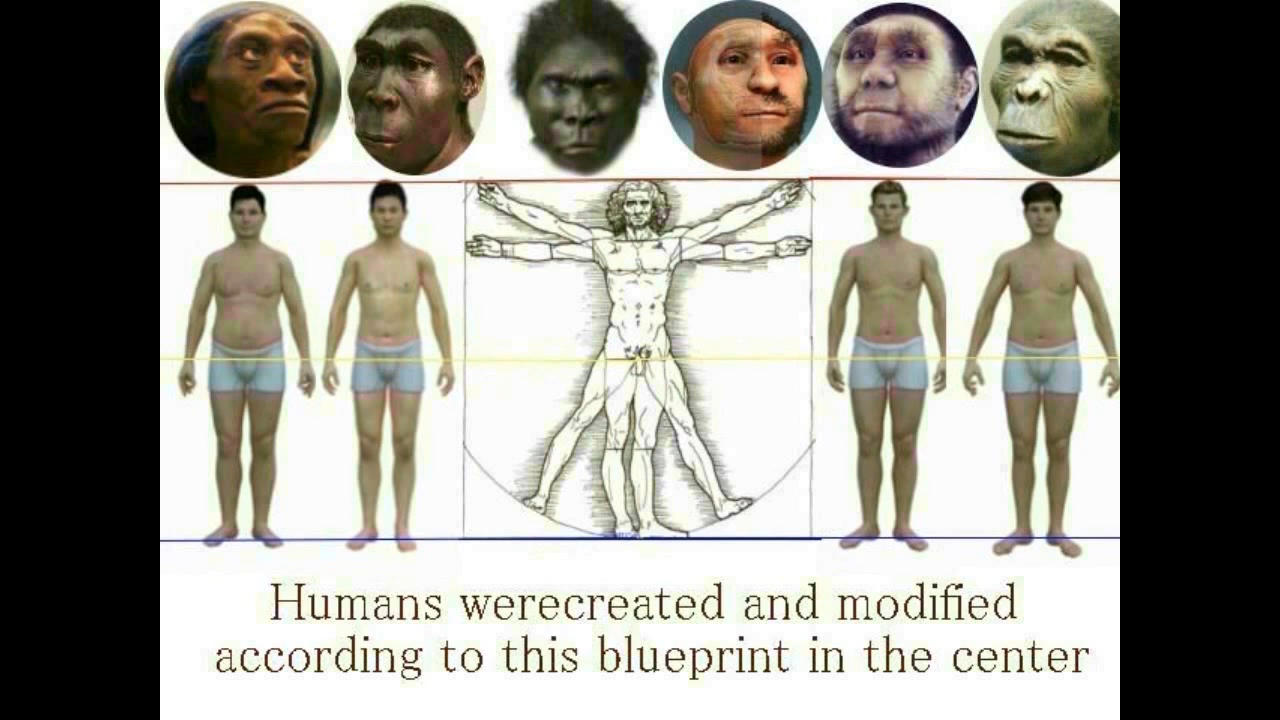 Humans werecreated and modified
according to this blueprint in the center